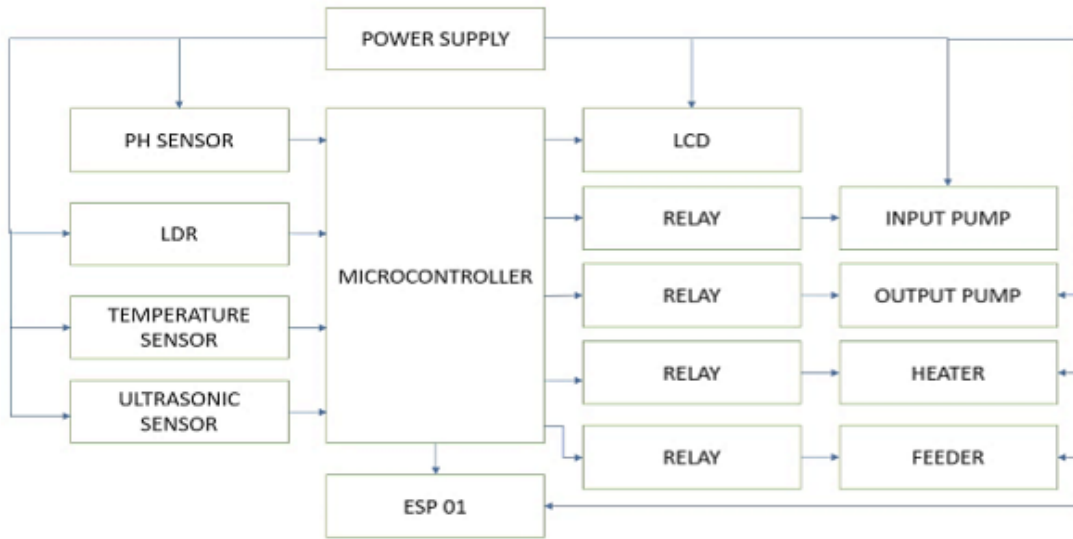 POWER SUPPLY
PH SENSOR
LCD
LDR
RELAY
INPUT PUMP
MICROCONTROLLER
TEMPERATURE
SENSOR
RELAY
OUTPUT PUMP
ULTRASONIC
SENSOR
RELAY
HEATER
RELAY
FEEDER
ESP 01